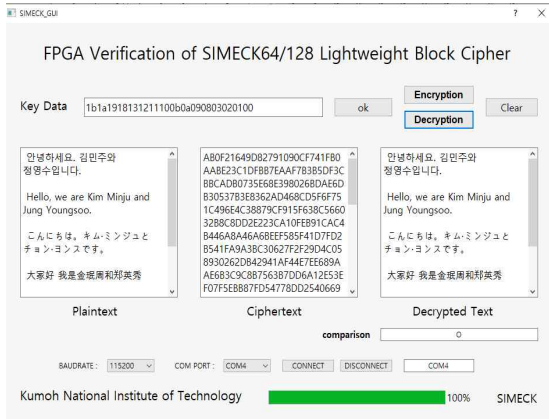 SIMECK_GUI
FPGA Verification of SIMECK64/128 Lightweight Block Cipher
Key Data
1b1a1918131211100b0a090803020100
ok
Encryption
Decryption
Clear
안녕하세요. 김민주와
정영수입니다.
Hello, we are Kim Minju and
Jung Youngsoo.
こんにちは。キム·ミンジュと
チョン·ヨンスです。
大家好 我是金珉周和郑英秀
Plaintext
AB0F21649D82791090CF741FB0
AABE23C1DFBB7EAAF7B3B5DF3C
BBCADB0735E68E398026BDAE6D
B30537B3E8362AD468CD5F6F75
1C496E4C38879CF915F638C5660
32B8C8DD2E223CA10FEB91CAC4
B446A8A46A6BEEF585F41D7FD2
B541FA9A3BC30627F2F29D4C05
8930262DB42941AF44E7EE689A
AE6B3C9C8B7563B7DD6A12E53E
F07F5EBB87FD54778DD2540669
Ciphertext
안녕하세요. 김민주와
정영수입니다.
Hello, we are Kim Minju and
Jung Youngsoo.
こんにちは。キム·ミンジュと
チョン·ヨンスです。
大家好 我是金珉周和郑英秀
Decrypted Text
comparison
O
BAUDRATE :
115200
COM PORT :
COM4
CONNECT
DISCONNECT
COM4
Kumoh National Institute of Technology
100%
SIMECK